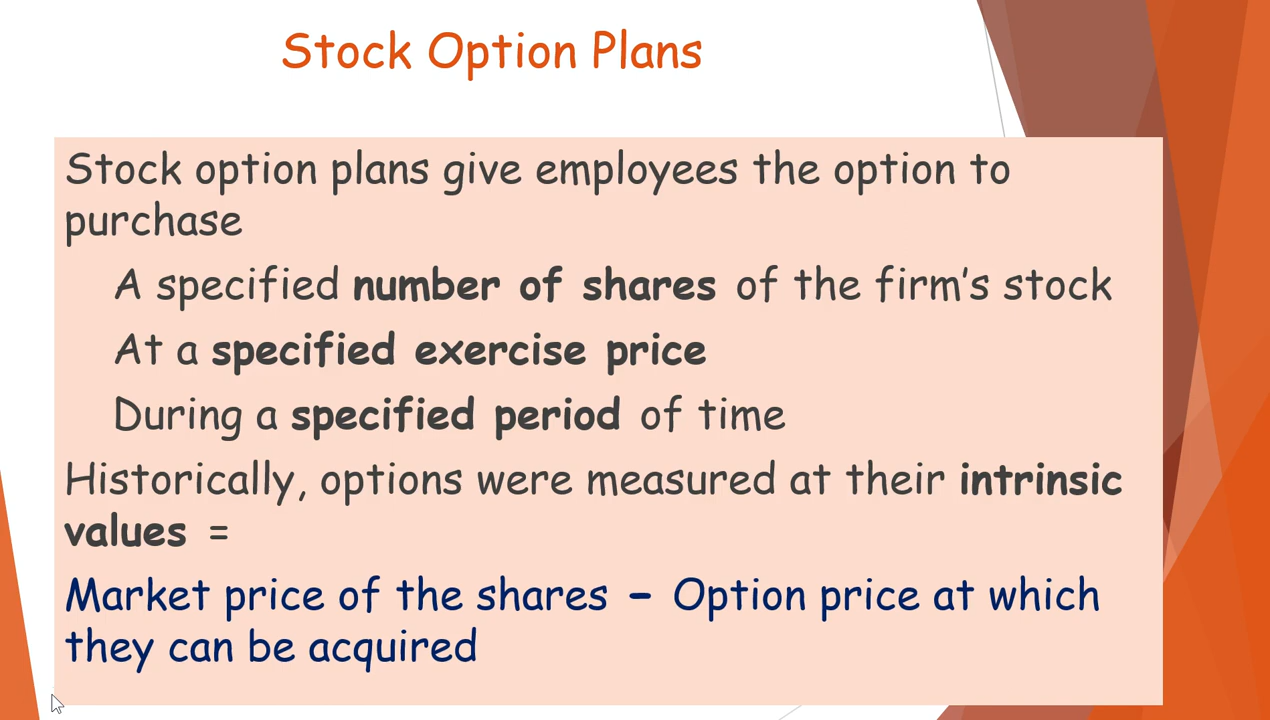 Stock Option Plans
Stock option plans give employees the option to
purchase
A specified number of shares of the firm's stock
At a specified exercise price
During a specified period of time
Historically, options were measured at their intrinsic
values =
Market price of the shares – Option price at which
they can be acquired